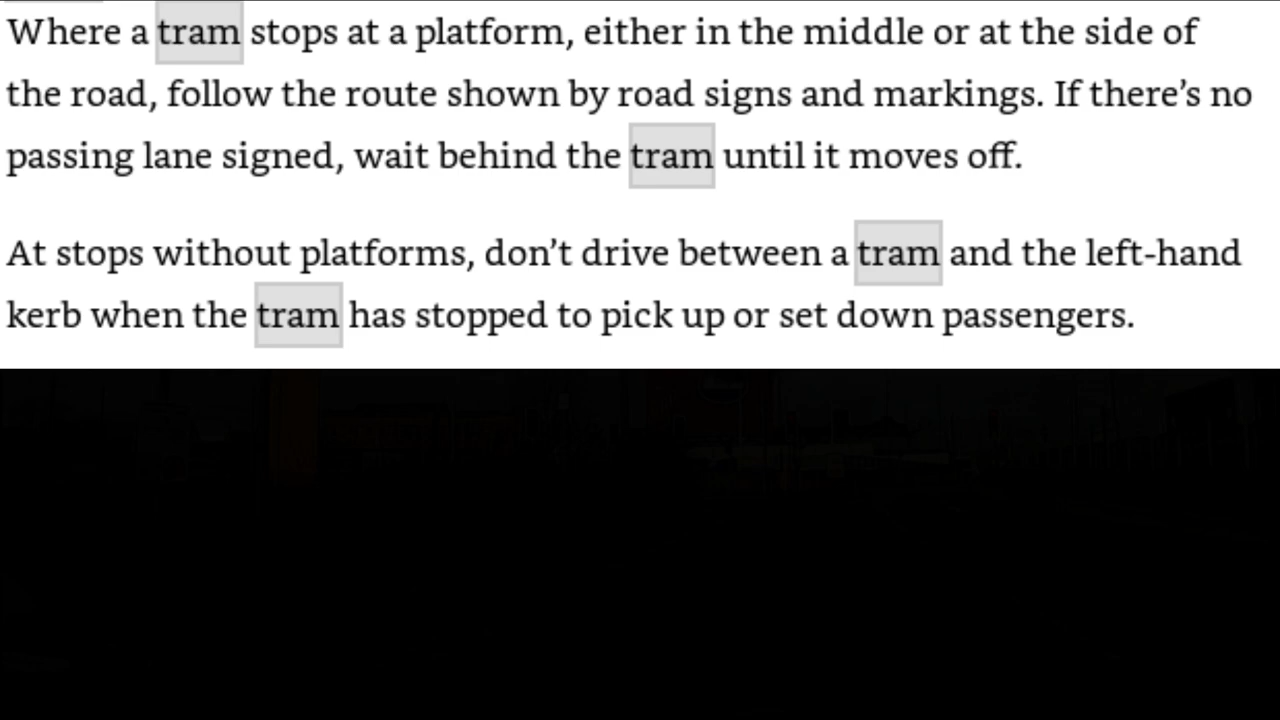 Where a tram stops at a platform, either in the middle or at the side of
the road, follow the route shown by road signs and markings. If there’s no
passing lane signed, wait behind the tram until it moves off.
At stops without platforms, don’t drive between a tram and the left-hand
kerb when the tram has stopped to pick up or set down passengers.